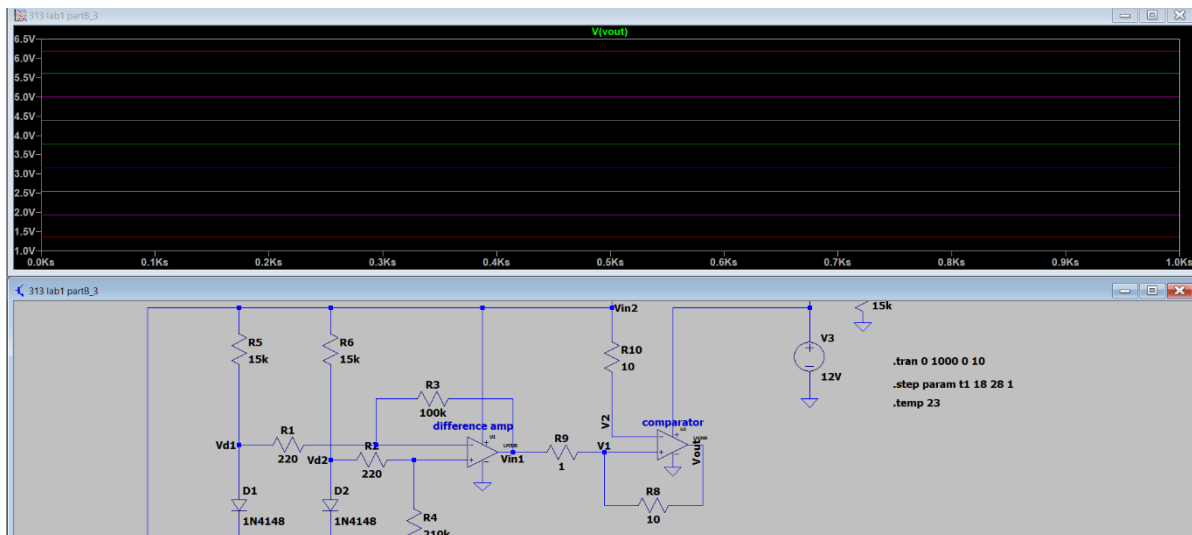 313 lab1 partB_3
V(vout)
6.5V
6.0V
5.5V
5.0V
4.5V
4.0V
3.5V
3.0V
2.5V
2.0V
1.5V
1.0V
0.0Ks 0.1Ks 0.2Ks 0.3Ks 0.4Ks 0.5Ks 0.6Ks 0.7Ks 0.8Ks 0.9Ks 1.0Ks
313 lab1 partB_3
Vin2
15k
R5
15k
R6
15k
R10
10
V3
12V
.tran 0 1000 0 10
.step param t1 18 28 1
.temp 23
R3
100k
difference amp
V2
comparator
R1
220
Vd1
R2
220
Vd2
R9
1
Vin1
V1
Vout
D1
1N4148
D2
1N4148
R8
10
R4
210k